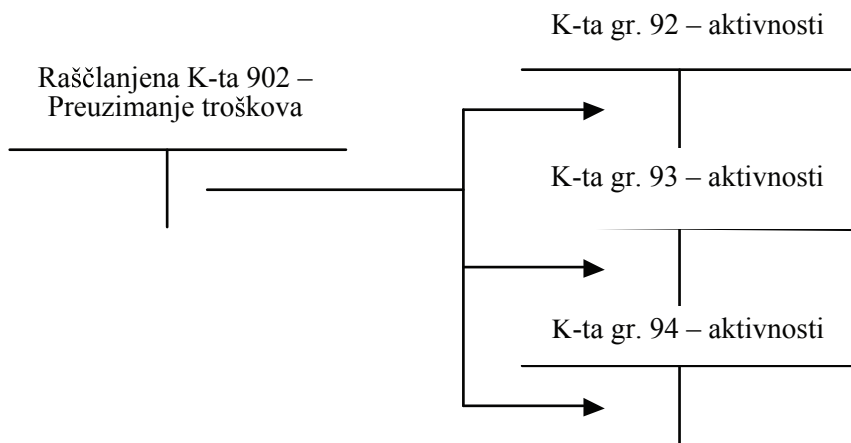 K-ta gr. 92 – aktivnosti
Raščlanjena K-ta 902 –
Preuzimanje troškova
K-ta gr. 93 – aktivnosti
K-ta gr. 94 – aktivnosti